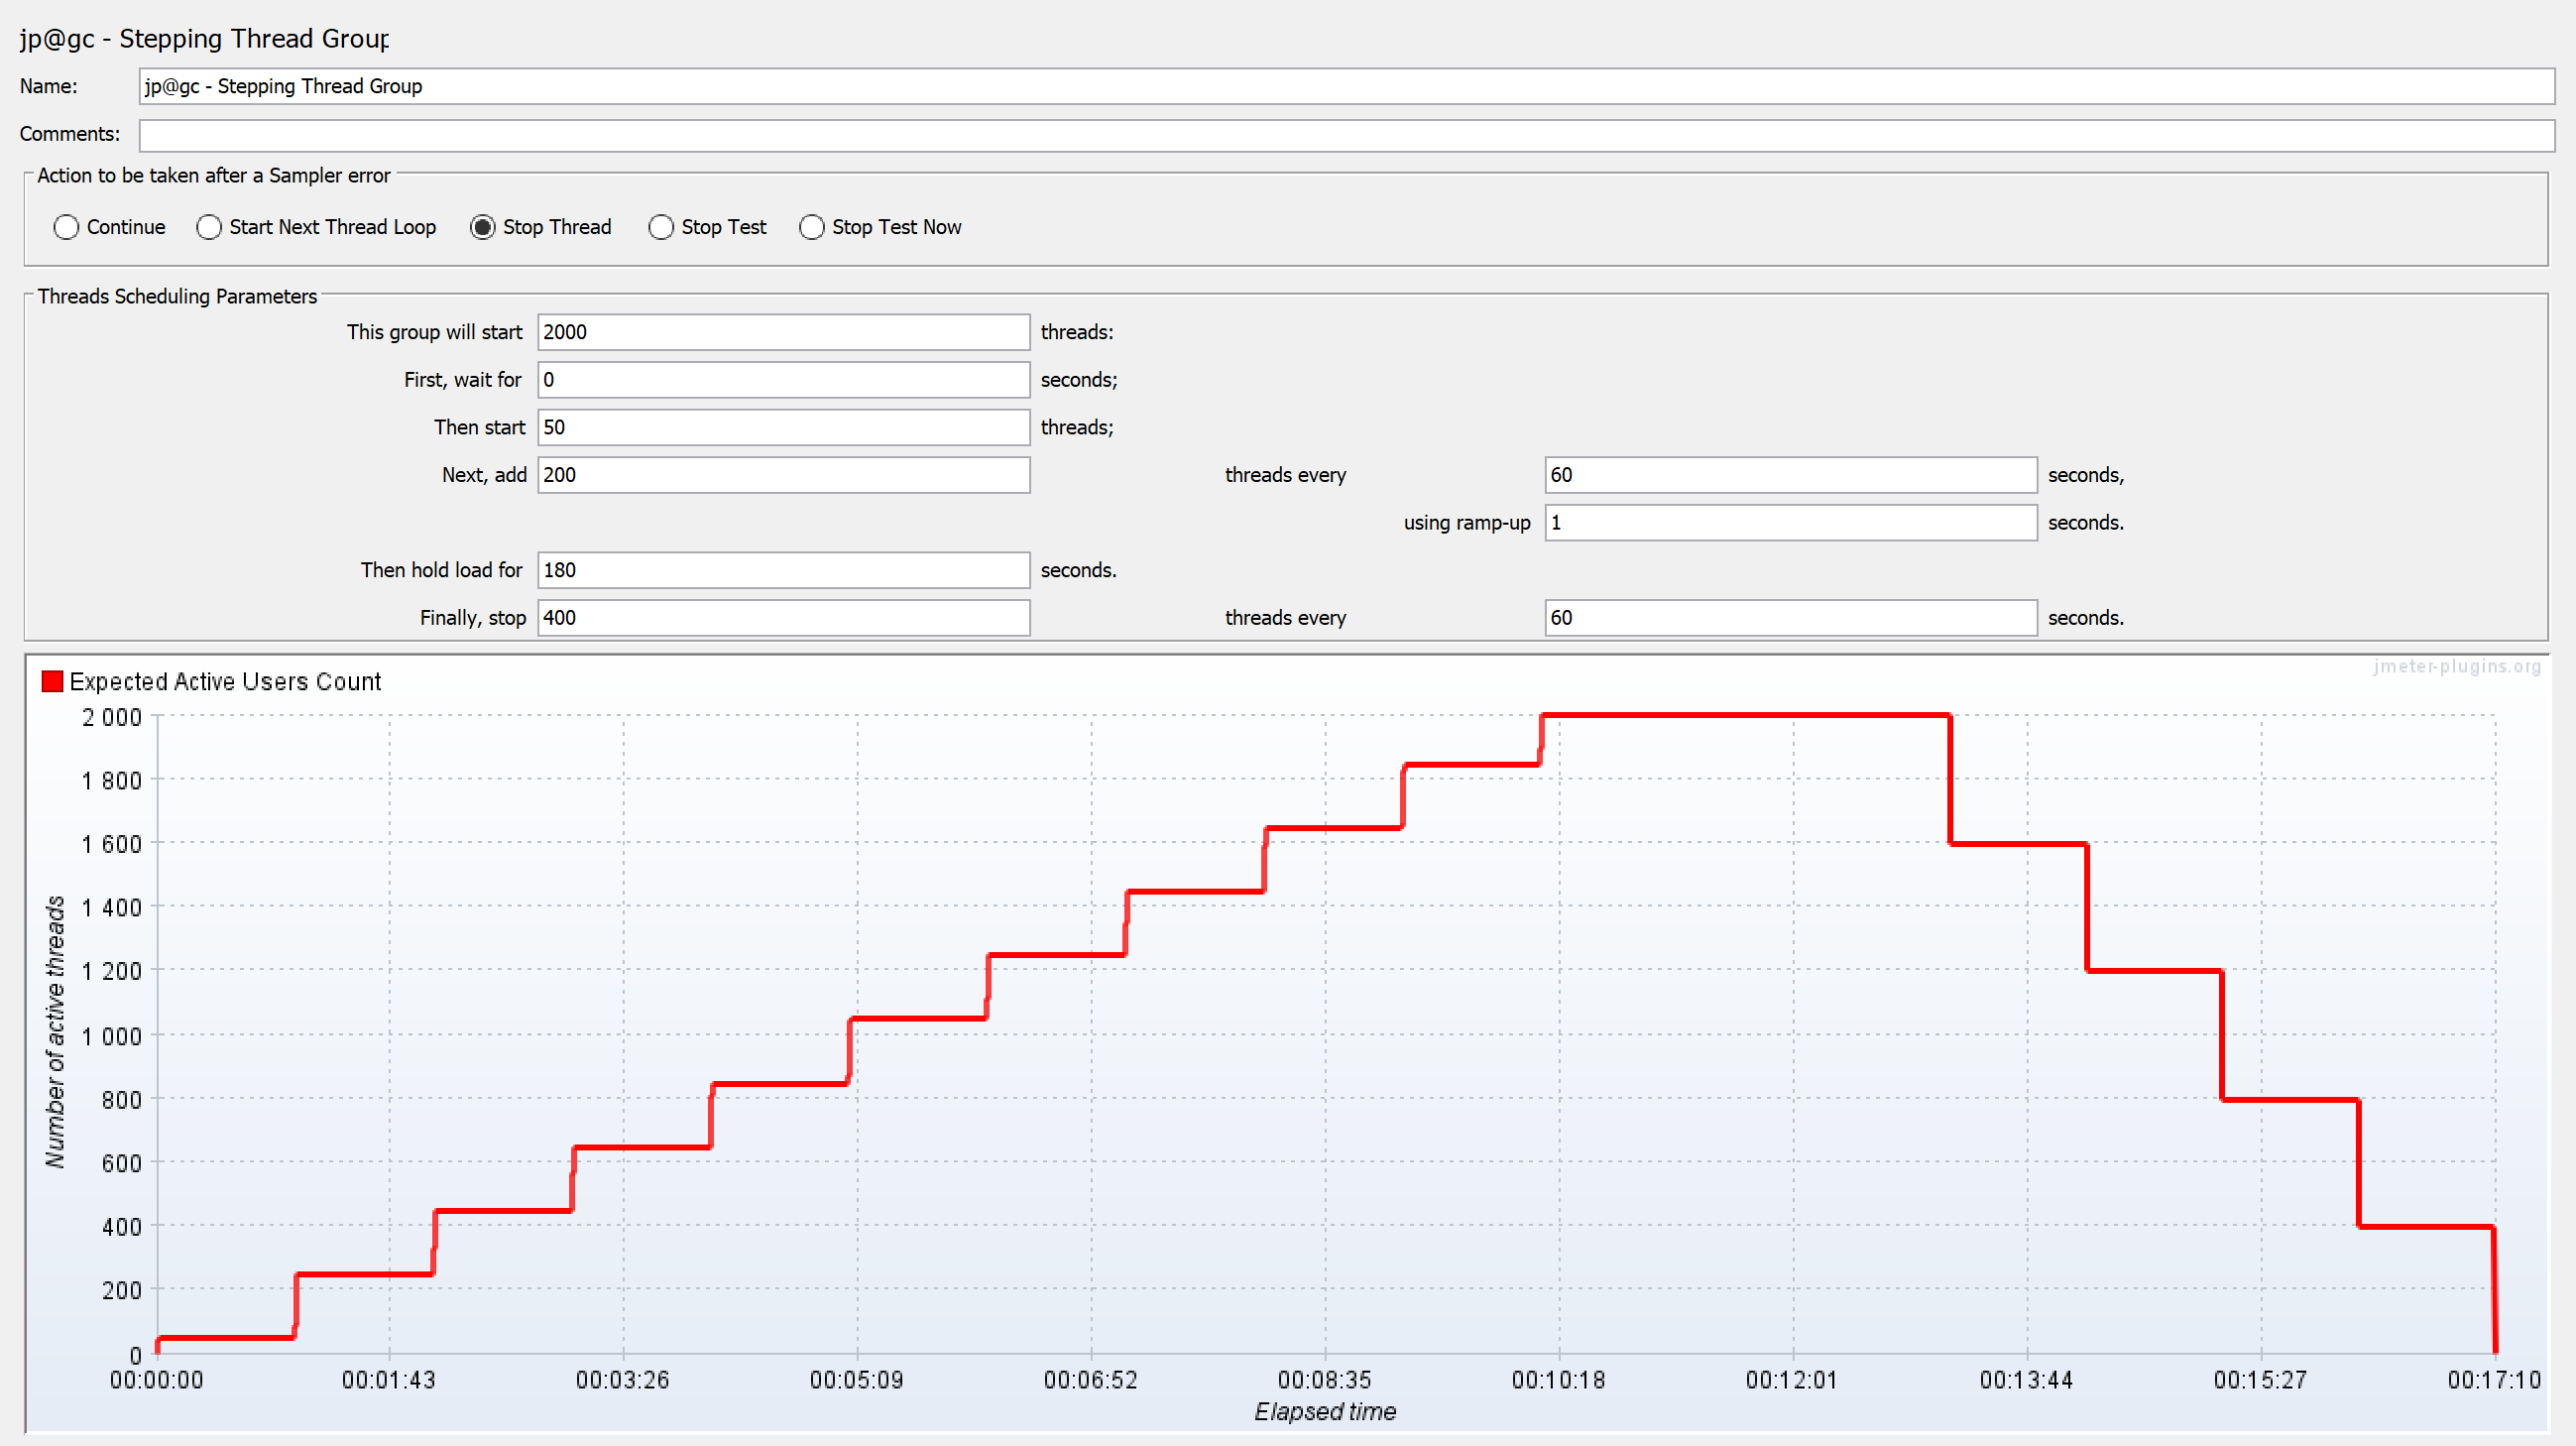 jp@gc - Stepping Thread Group
Name: jp@gc - Stepping Thread Group
Comments:
Action to be taken after a Sampler error
Continue Start Next Thread Loop Stop Thread Stop Test Stop Test Now
Threads Scheduling Parameters
This group will start 2000 threads:
First, wait for 0 seconds;
Then start 50 threads;
Next, add 200 threads every 60 seconds,
using ramp-up 1 seconds.
Then hold load for 180 seconds.
Finally, stop 400 threads every 60 seconds.
jmeter-plugins.org
Expected Active Users Count
2 000
1 800
1 600
1 400
1 200
1 000
800
600
400
200
0
Number of active threads
00:00:00 00:01:43 00:03:26 00:05:09 00:06:52 00:08:35 00:10:18 00:12:01 00:13:44 00:15:27 00:17:10
Elapsed time